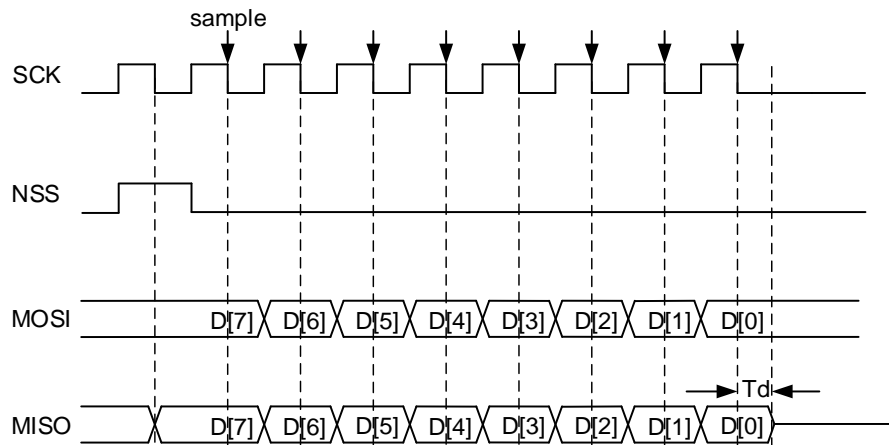 sample
SCK
NSS
MOSI D[7] D[6] D[5] D[4] D[3] D[2] D[1] D[0]
Td
MISO D[7] D[6] D[5] D[4] D[3] D[2] D[1] D[0]